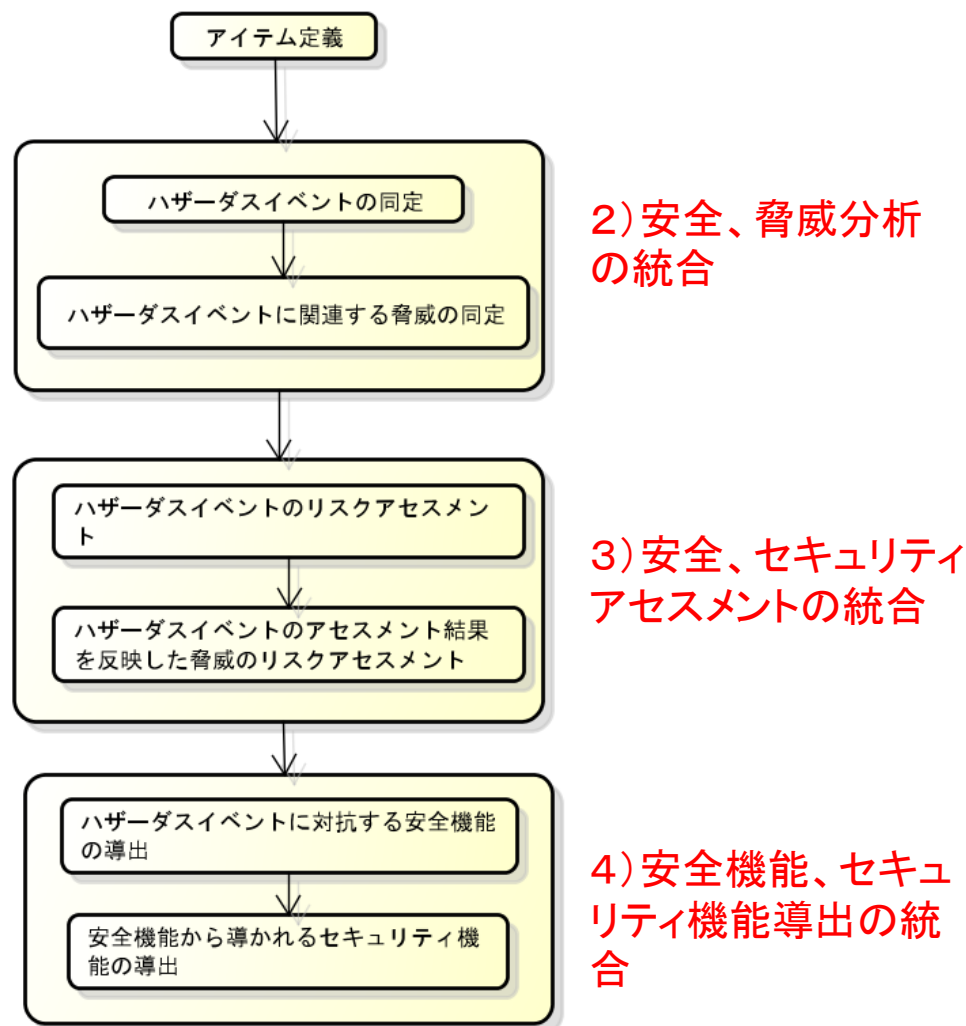 アイテム定義
ハザーダスイベントの同定
ハザーダスイベントに関連する脅威の同定
2）安全、脅威分析
の統合
ハザーダスイベントのリスクアセスメン
ト
ハザーダスイベントのアセスメント結果
を反映した脅威のリスクアセスメント
3）安全、セキュリティ
アセスメントの統合
ハザーダスイベントに対抗する安全機能
の導出
安全機能から導かれるセキュリティ機
能の導出
4）安全機能、セキュ
リティ機能導出の統
合